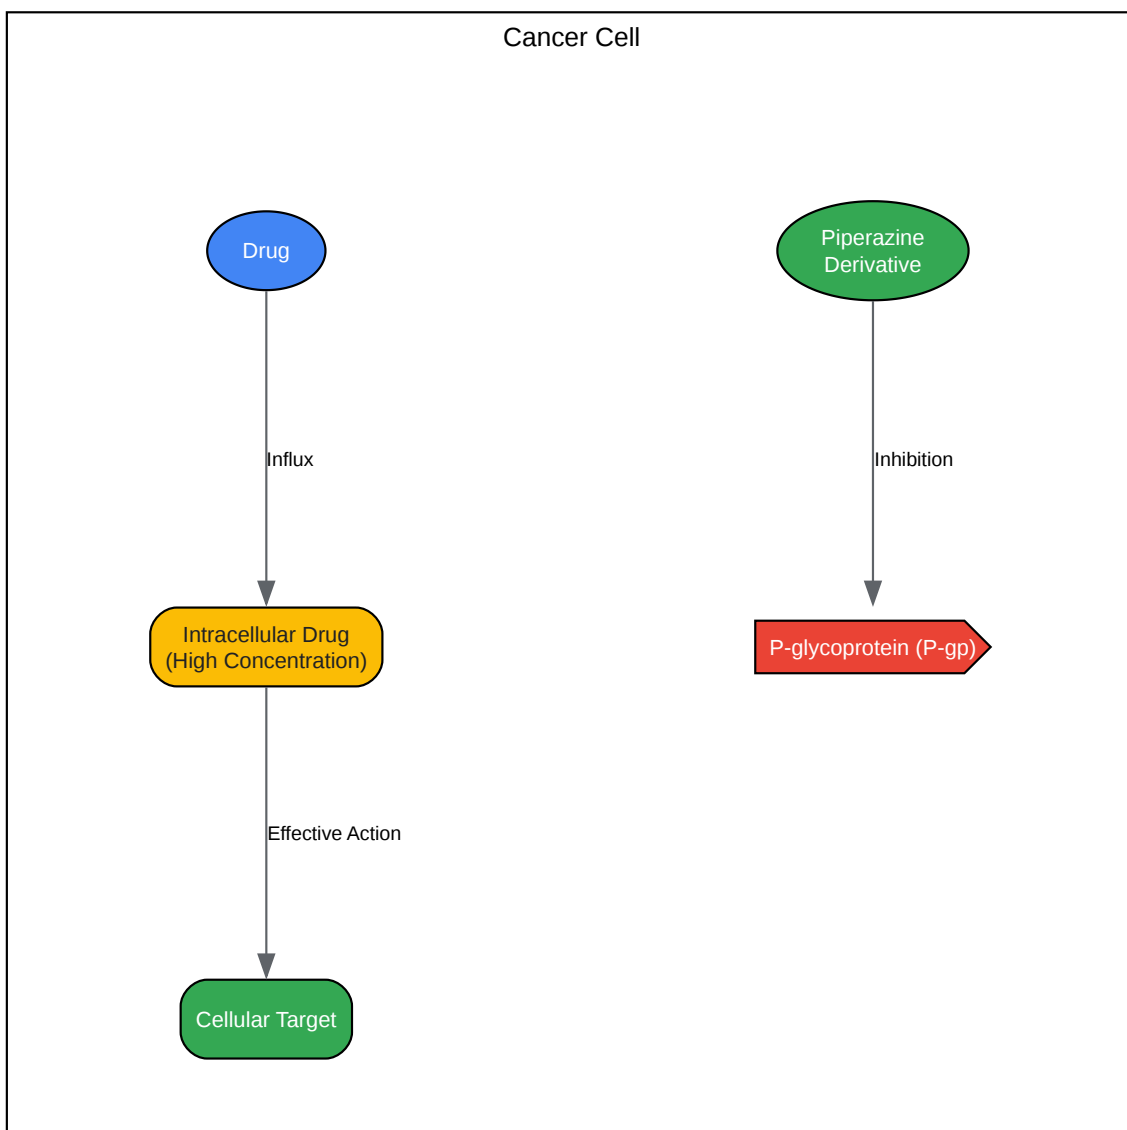 Cancer Cell
Drug
Piperazine
Derivative
Influx
Inhibition
Intracellular Drug
(High Concentration)
P-glycoprotein (P-gp)
Effective Action
Cellular Target